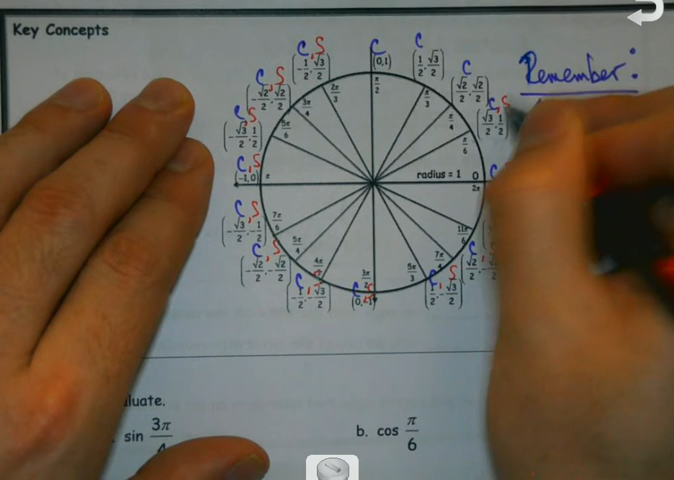 Key Concepts
Remember:
C, S C, S C C
(-1/2, √3/2) (0,1) (1/2, √3/2)
C, S C
(-√2/2, √2/2) (√2/2, √2/2)
2π/3 π/2 π/3
C, S C, S
(-√3/2, 1/2) (√3/2, 1/2)
3π/4 π/4
5π/6 π/6
C, S
(-1,0) π radius = 1 0 C
2π
C, S
(-√3/2, -1/2) 7π/6 11π/6
C, S
(-√2/2, -√2/2) 5π/4 7π/4
4π/3 3π/2 5π/3
C, S C, S C, S
(-1/2, -√3/2) (0,-1) (1/2, -√3/2)
luate.
sin 3π/4 b. cos π/6